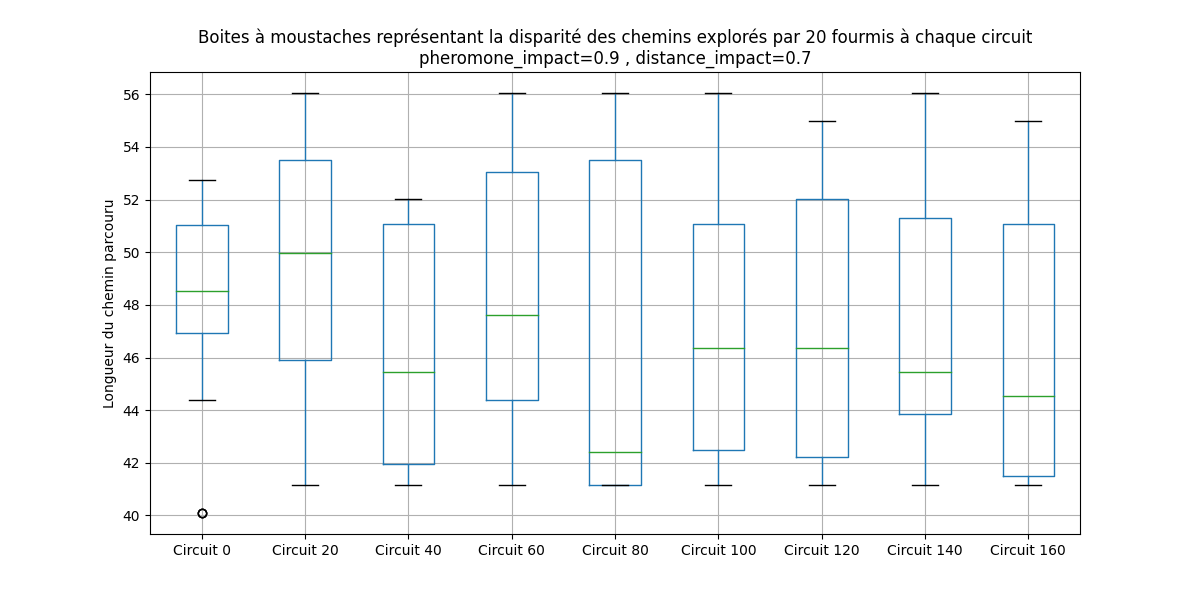 Boites à moustaches représentant la disparité des chemins explorés par 20 fourmis à chaque circuit
pheromone_impact=0.9 , distance_impact=0.7
Longueur du chemin parcouru
56
54
52
50
48
46
44
42
40
Circuit 0 Circuit 20 Circuit 40 Circuit 60 Circuit 80 Circuit 100 Circuit 120 Circuit 140 Circuit 160